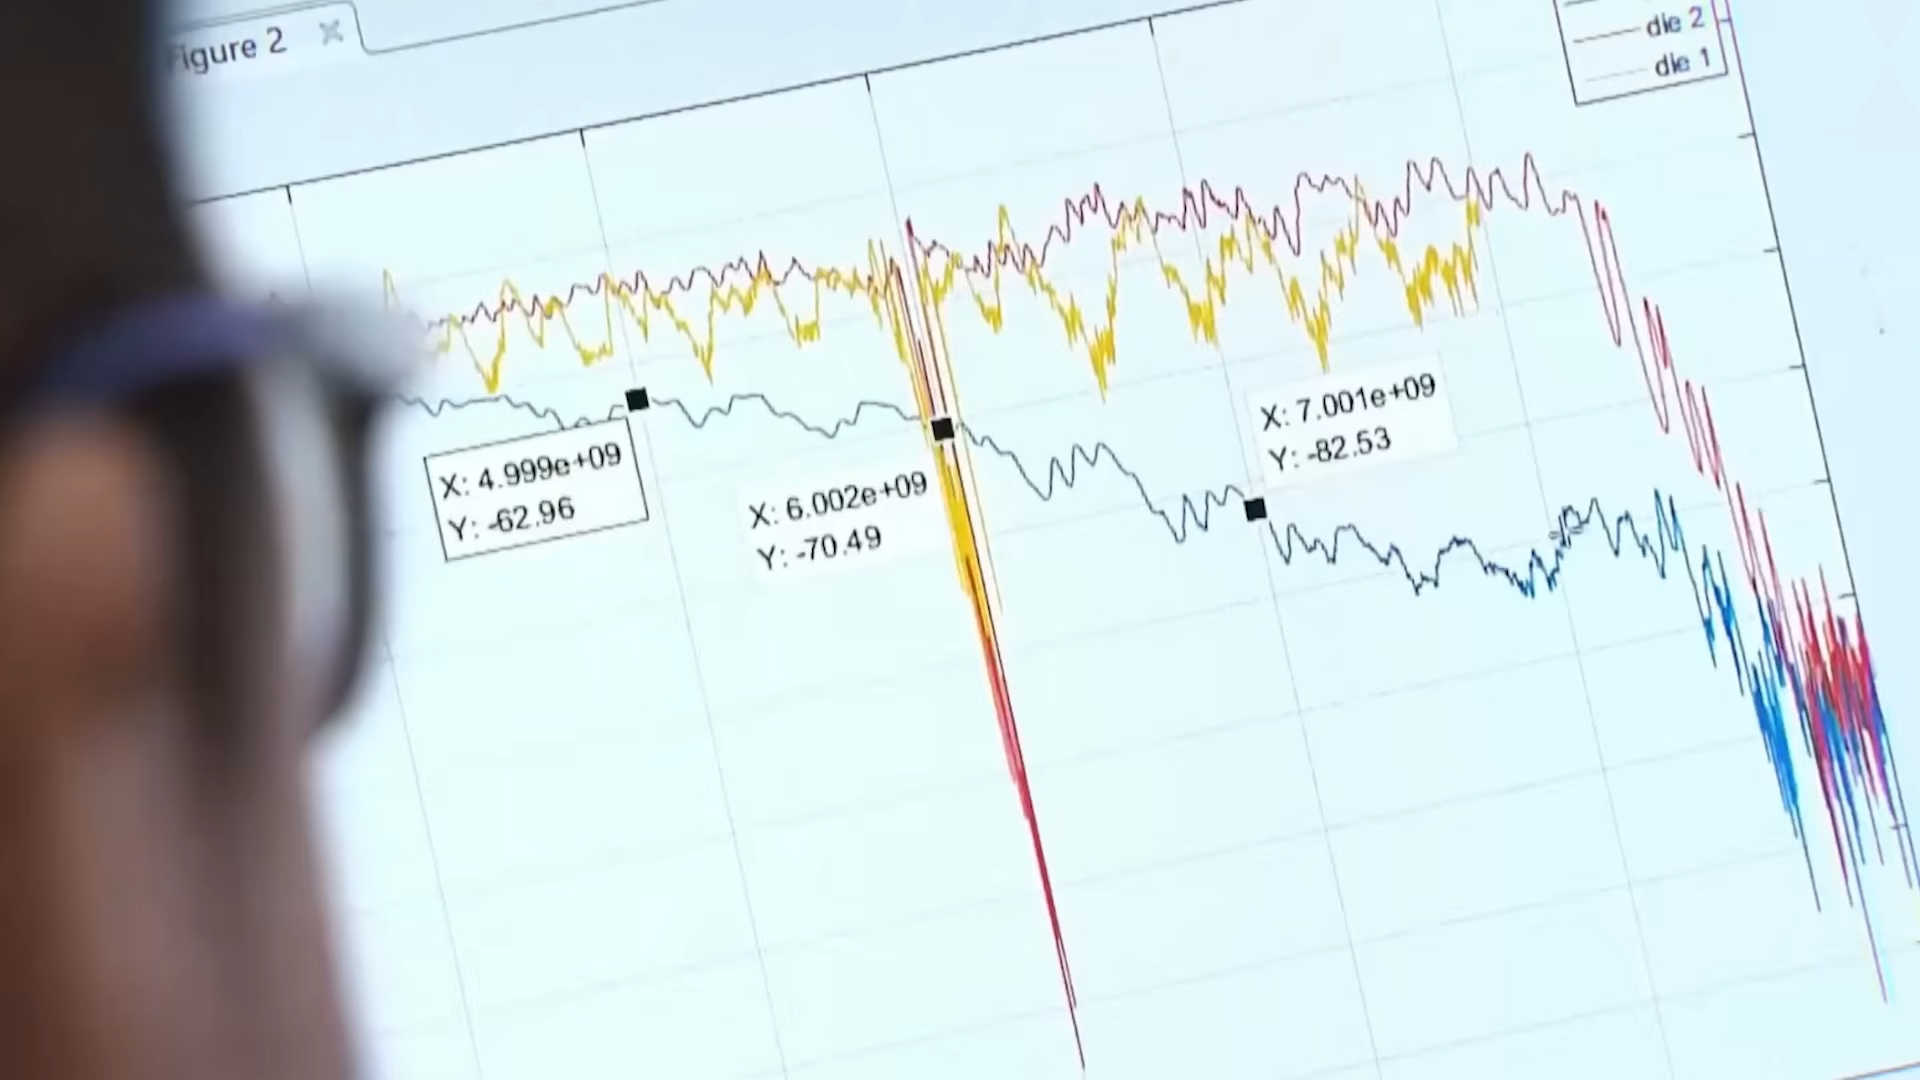 Figure 2
die 2
die 1
X: 7.001e+09
Y: -82.53
X: 4.999e+09
Y: -62.96
X: 6.002e+09
Y: -70.49